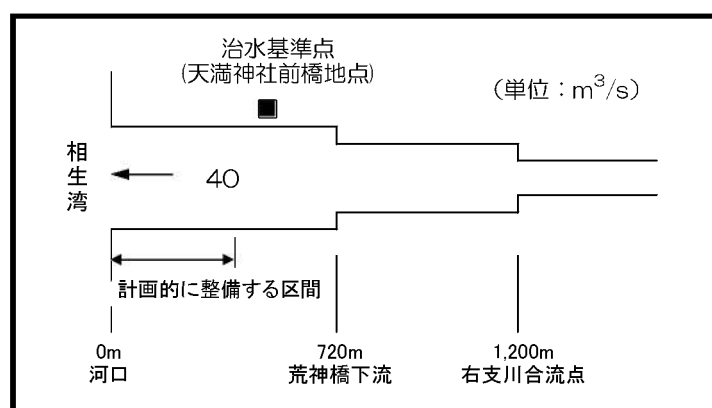 治水基準点
(天満神社前橋地点)
(単位：m³/s)
相生湾
40
計画的に整備する区間
0m
河口
720m
荒神橋下流
1,200m
右支川合流点